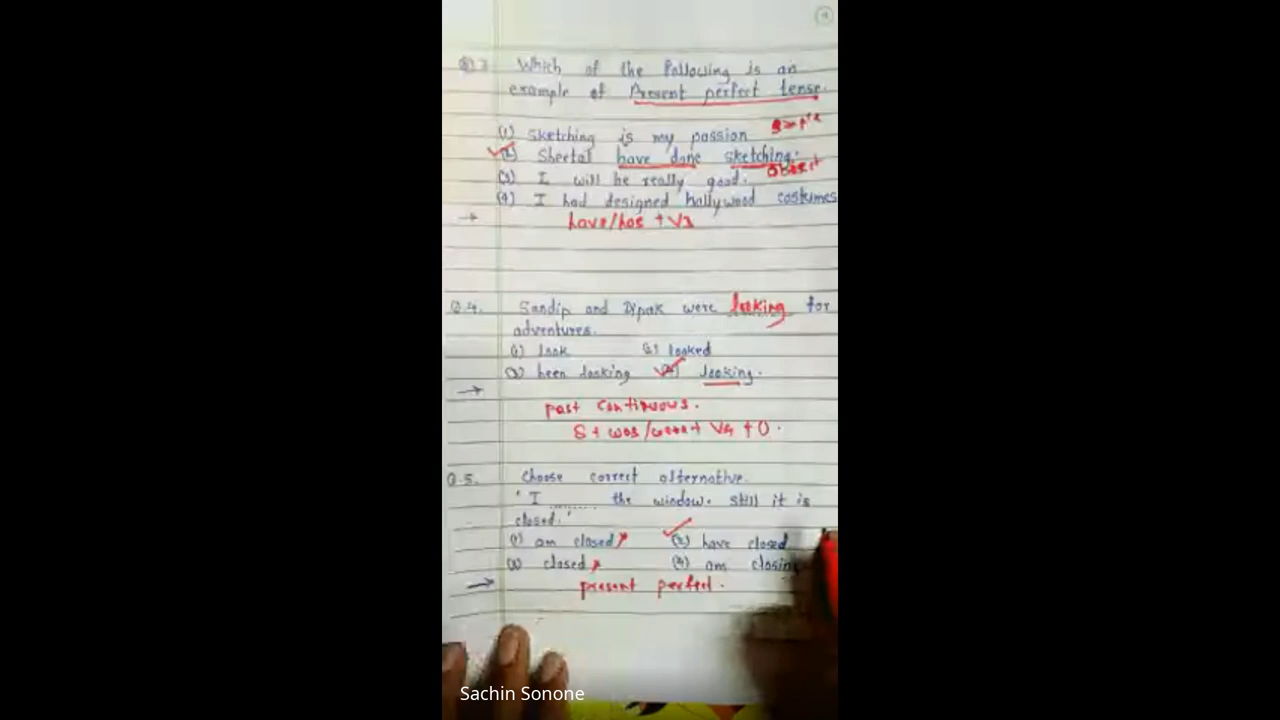 Q.3 Which of the following is an
example of Present perfect tense.
(1) Sketching is my passion
(2) Sheetal have done sketching.
object
(3) I will be really good.
(4) I had designed hallywood costumes
→ have/has + V3
Q.4. Sandip and Dipak were looking for
adventures.
(1) look (2) looked
(3) been looking (4) looking.
→
past continuous.
S + was/were + V4 + O.
Q.5. Choose correct alternative.
'I ........ the window. still it is
closed.'
(1) am closed (2) have closed
(3) closed (4) am closing
→ present perfect.
Sachin Sonone